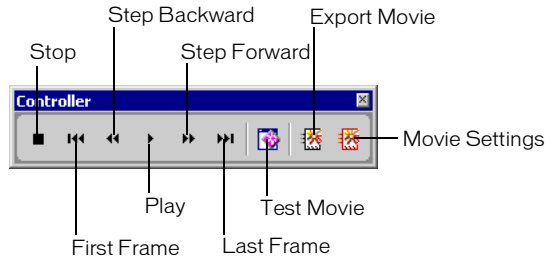 Step Backward
Export Movie
Stop
Step Forward
Controller
Movie Settings
Play
Test Movie
First Frame
Last Frame